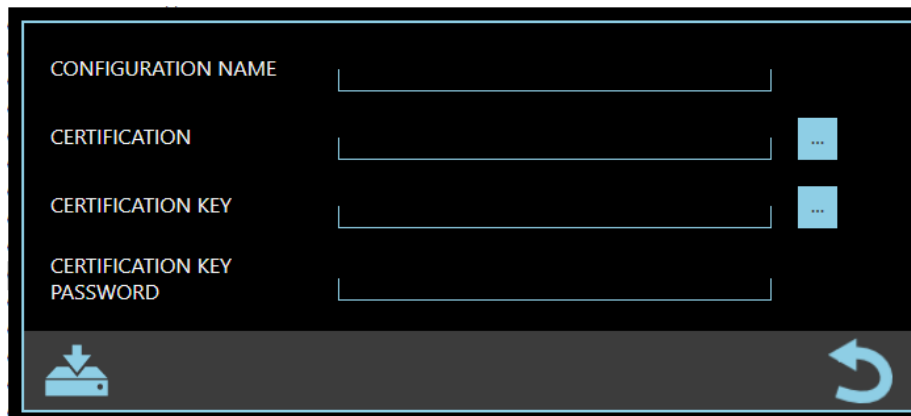 CONFIGURATION NAME
CERTIFICATION
...
CERTIFICATION KEY
...
CERTIFICATION KEY
PASSWORD